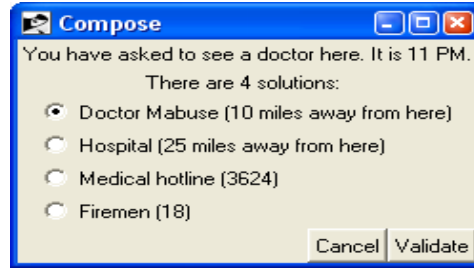 Compose
You have asked to see a doctor here. It is 11 PM.
There are 4 solutions:
Doctor Mabuse (10 miles away from here)
Hospital (25 miles away from here)
Medical hotline (3624)
Firemen (18)
Cancel Validate